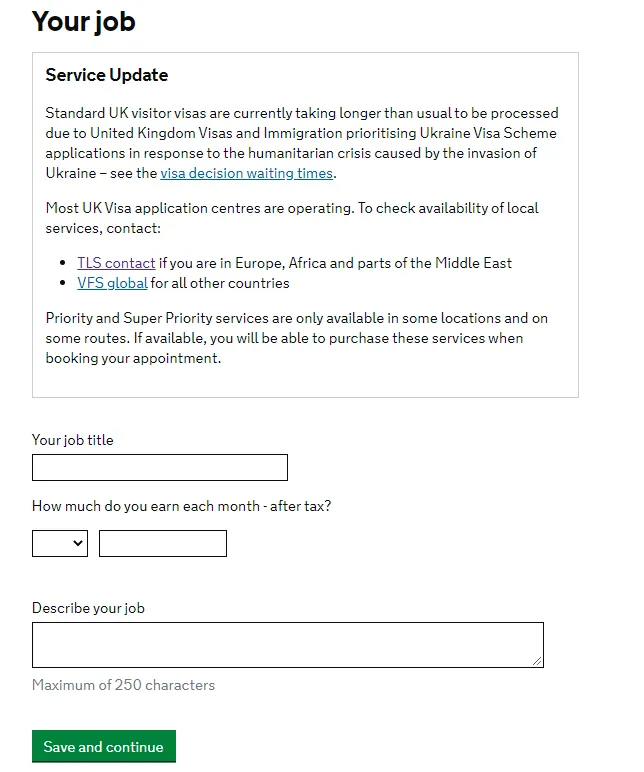 Your job
Service Update
Standard UK visitor visas are currently taking longer than usual to be processed
due to United Kingdom Visas and Immigration prioritising Ukraine Visa Scheme
applications in response to the humanitarian crisis caused by the invasion of
Ukraine – see the visa decision waiting times.
Most UK Visa application centres are operating. To check availability of local
services, contact:
• TLS contact if you are in Europe, Africa and parts of the Middle East
• VFS global for all other countries
Priority and Super Priority services are only available in some locations and on
some routes. If available, you will be able to purchase these services when
booking your appointment.
Your job title
How much do you earn each month - after tax?
Describe your job
Maximum of 250 characters
Save and continue